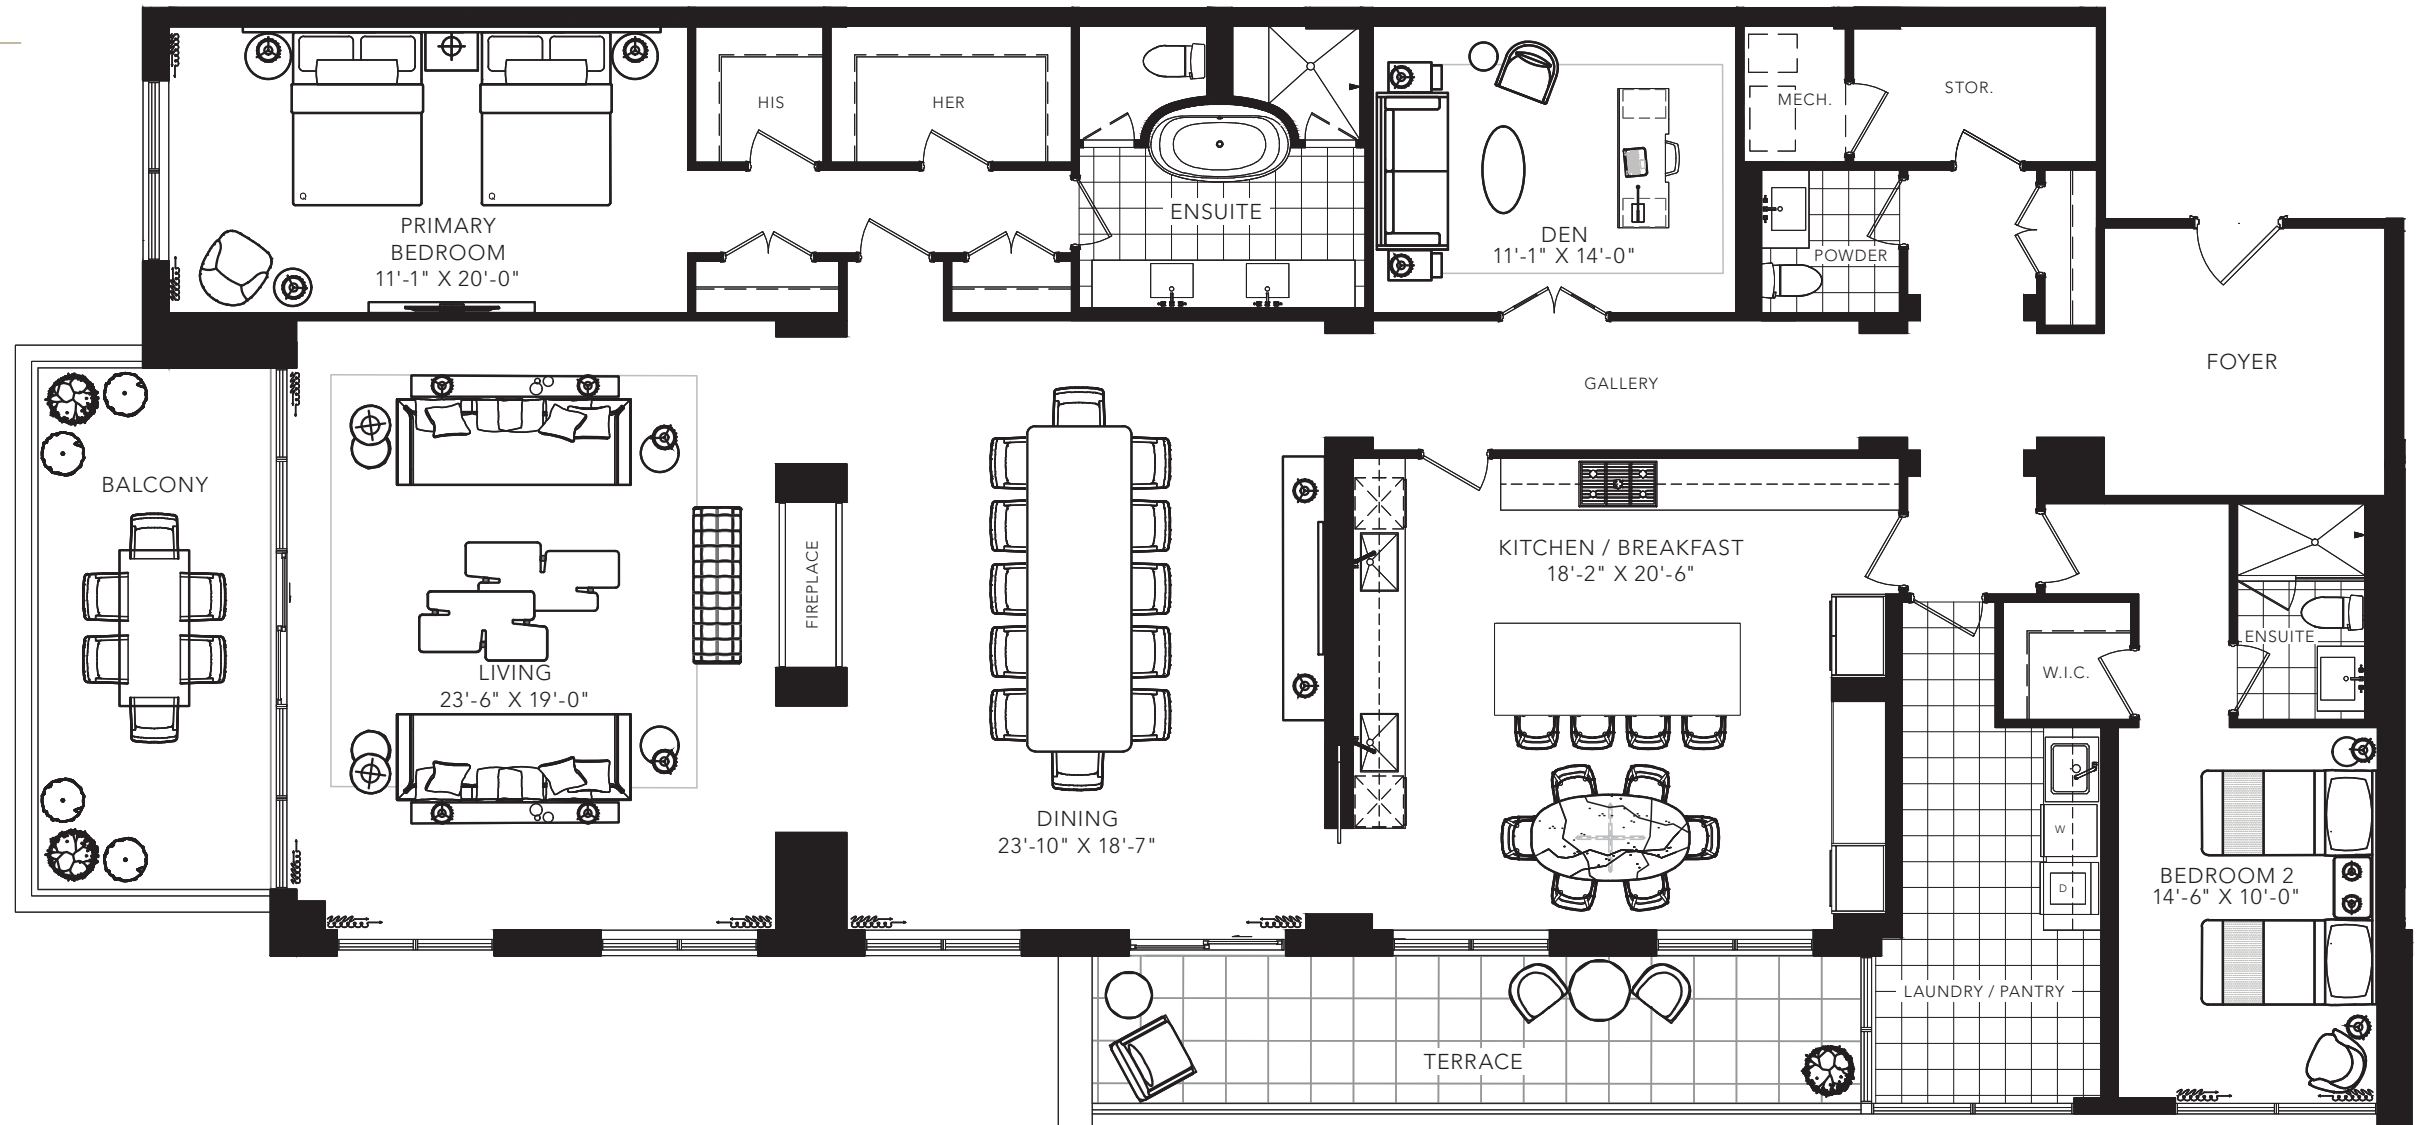 HIS
HER
MECH.
STOR.
PRIMARY
BEDROOM
11'-1" X 20'-0"
ENSUITE
DEN
11'-1" X 14'-0"
POWDER
FOYER
GALLERY
BALCONY
FIREPLACE
KITCHEN / BREAKFAST
18'-2" X 20'-6"
ENSUITE
W.I.C.
LIVING
23'-6" X 19'-0"
DINING
23'-10" X 18'-7"
W
D
BEDROOM 2
14'-6" X 10'-0"
LAUNDRY / PANTRY
TERRACE